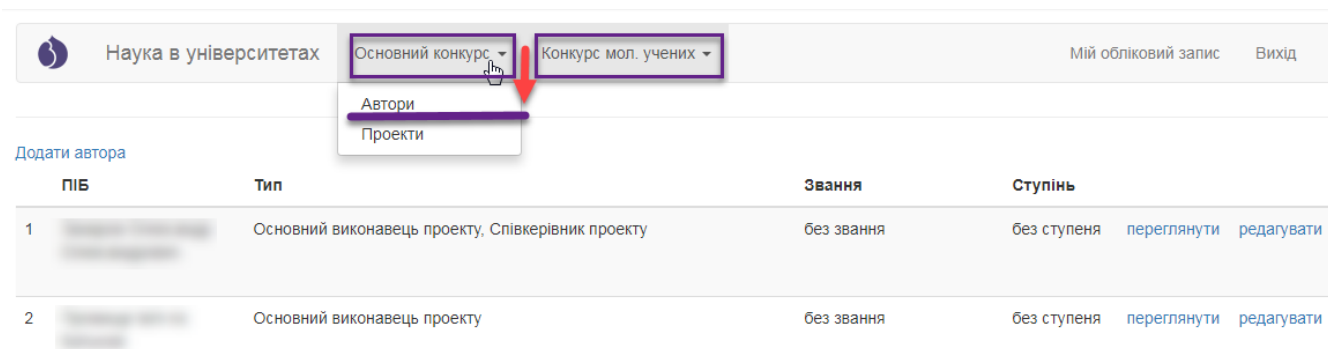 Наука в університетах Основний конкурс Конкурс мол. учених Мій обліковий запис Вихід
Автори
Проекти
Додати автора
ПІБ Тип Звання Ступінь
1 Основний виконавець проекту, Співкерівник проекту без звання без ступеня переглянути редагувати
2 Основний виконавець проекту без звання без ступеня переглянути редагувати